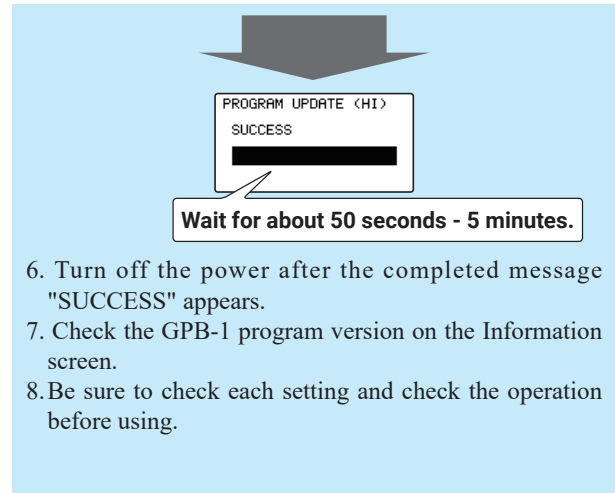 PROGRAM UPDATE (HI)
SUCCESS
Wait for about 50 seconds - 5 minutes.
6. Turn off the power after the completed message
"SUCCESS" appears.
7. Check the GPB-1 program version on the Information
screen.
8.Be sure to check each setting and check the operation
before using.